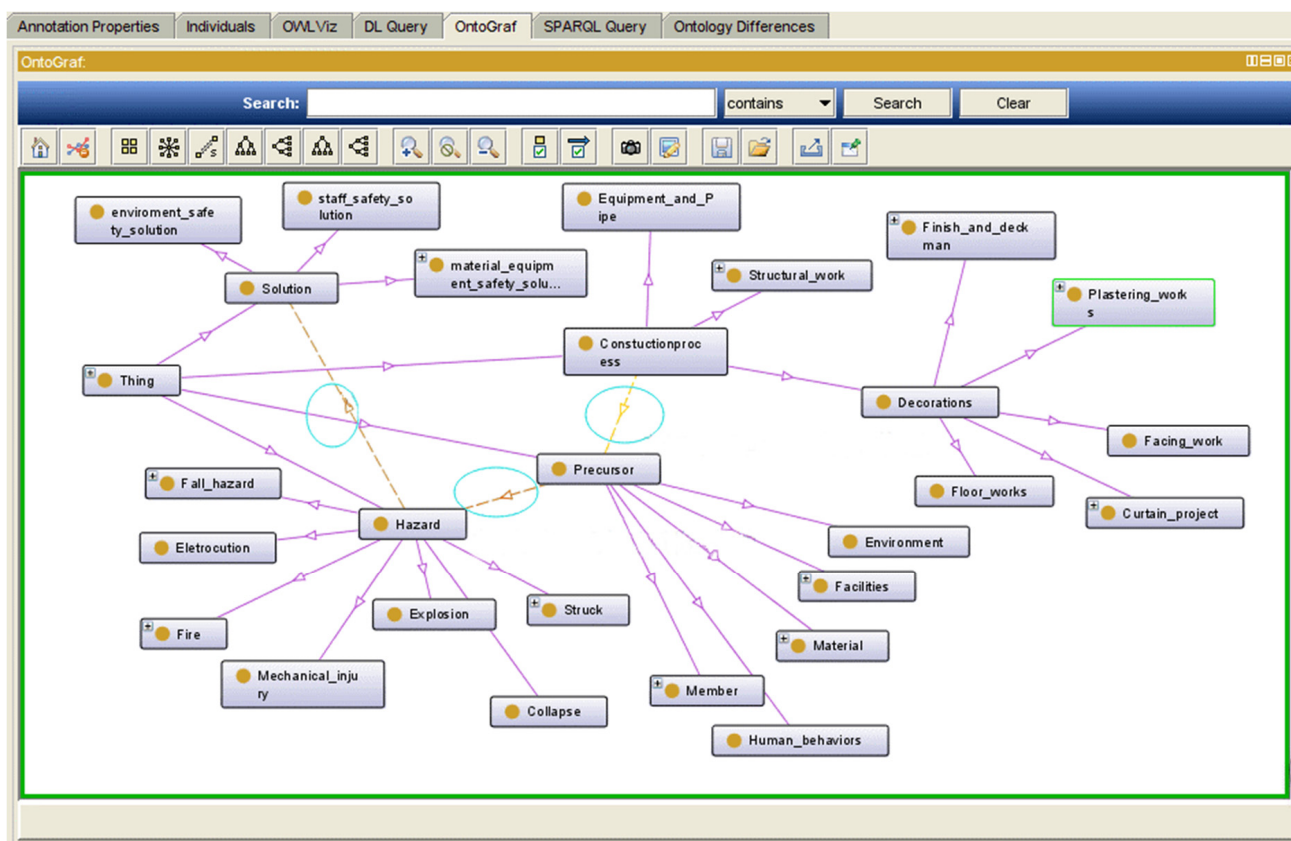 Annotation Properties Individuals OWLViz DL Query OntoGraf SPARQL Query Ontology Differences
OntoGraf:
Search: contains Search Clear
enviroment_safe
ty_solution
staff_safety_so
lution
Equipment_and_P
ipe
Finish_and_deck
man
material_equipm
ent_safety_solu...
Structural_work
Solution
Plastering_work
s
Constuctionproc
ess
Thing
Decorations
Facing_work
Precursor
Fall_hazard
Floor_works
Curtain_project
Hazard
Eletrocution
Environment
Facilities
Explosion
Struck
Fire
Material
Mechanical_inju
ry
Member
Collapse
Human_behaviors